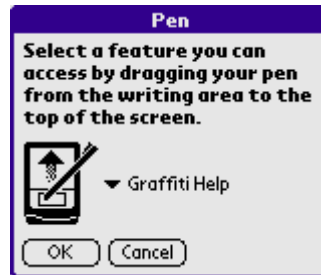 Pen
Select a feature you can
access by dragging your pen
from the writing area to the
top of the screen.
Graffiti Help
OK Cancel